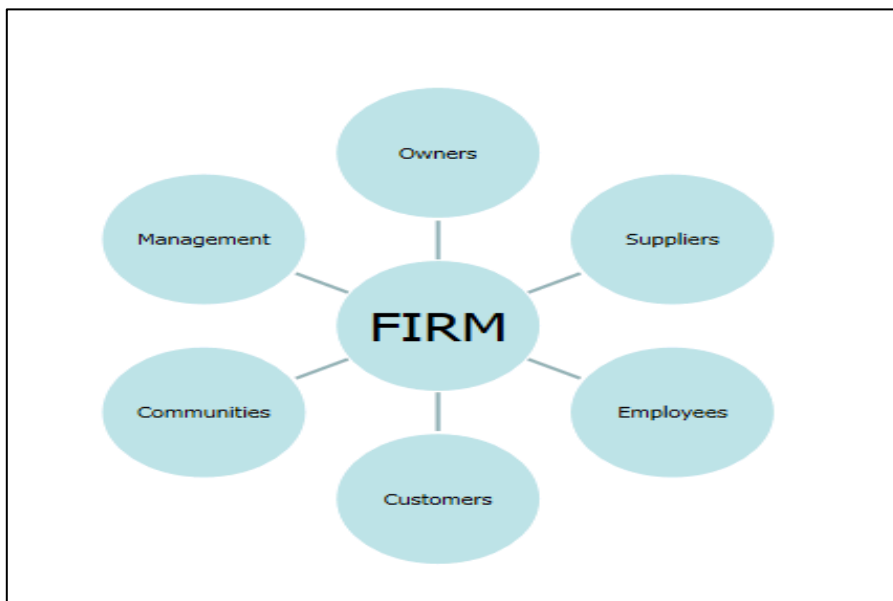 Owners
Management
Suppliers
FIRM
Communities
Employees
Customers